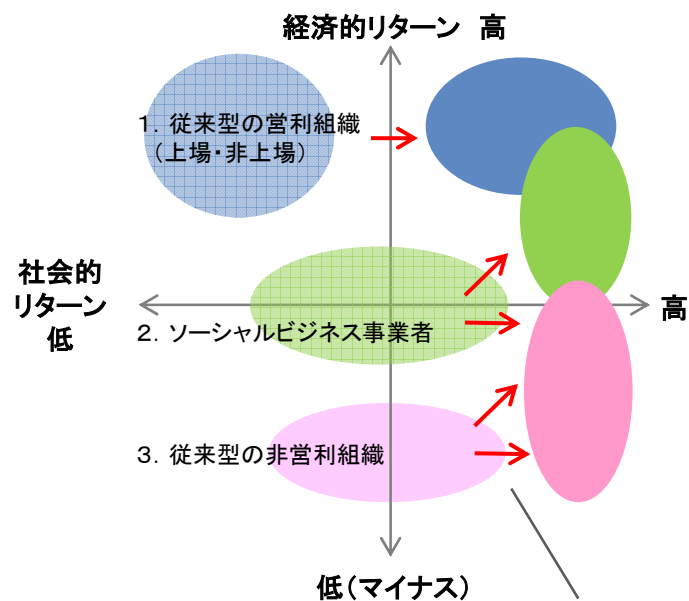 経済的リターン 高
1. 従来型の営利組織
(上場・非上場)
社会的
リターン
低
高
2. ソーシャルビジネス事業者
3. 従来型の非営利組織
低(マイナス)